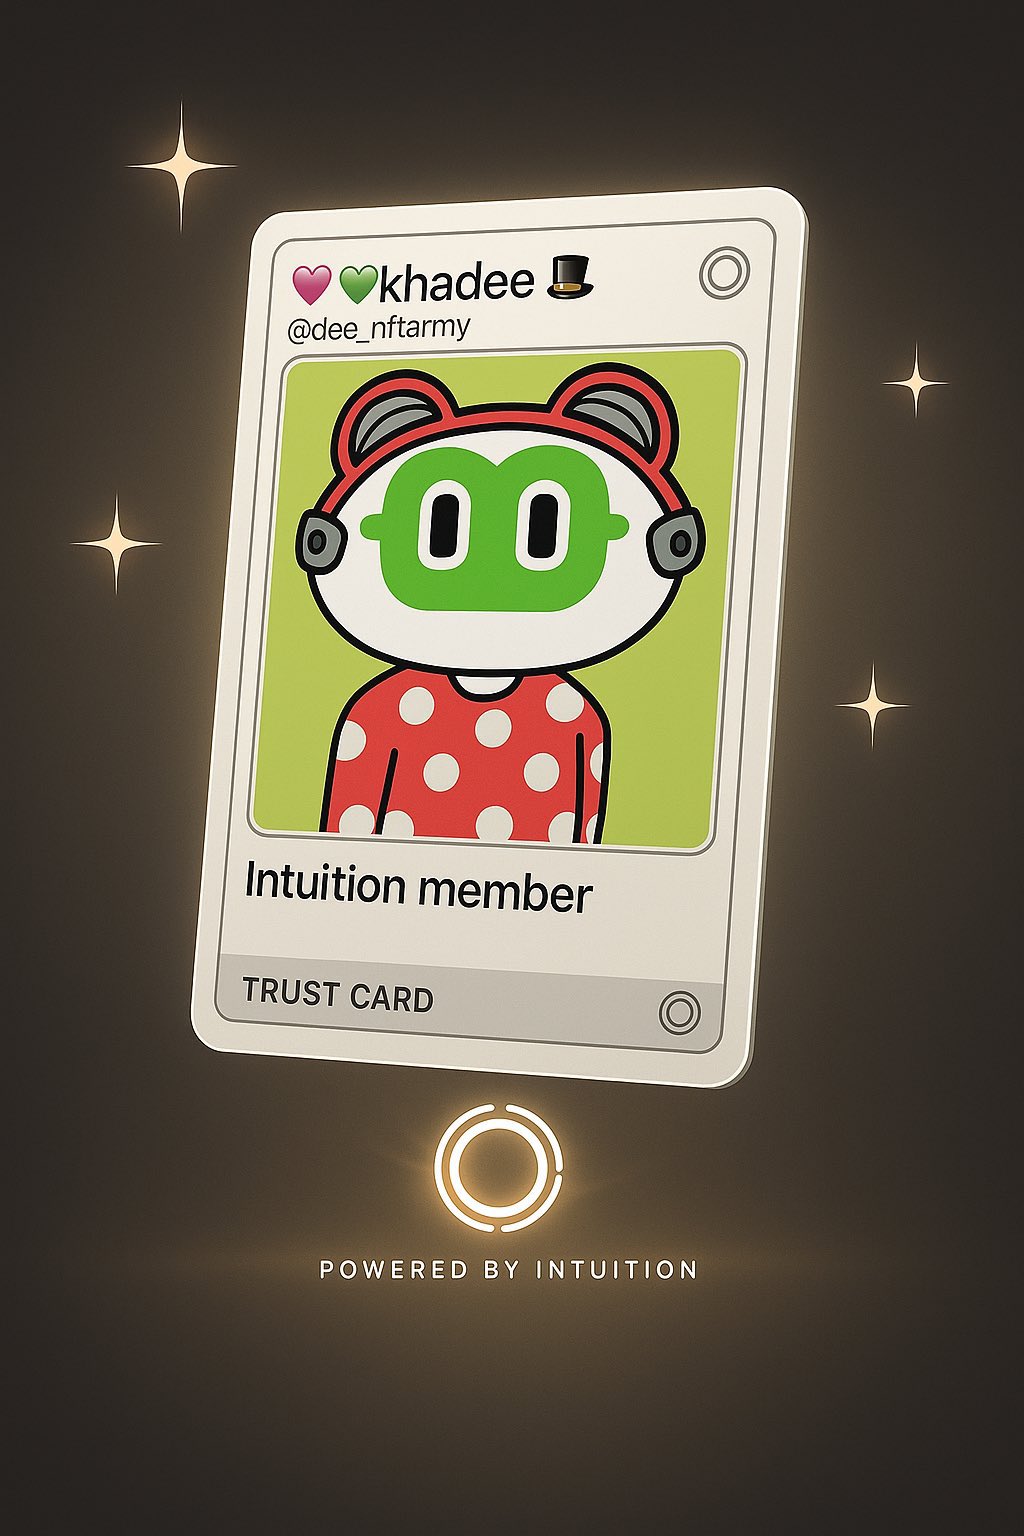 🩷💚khadee🎩
@dee_nftarmy
Intuition member
TRUST CARD
POWERED BY INTUITION